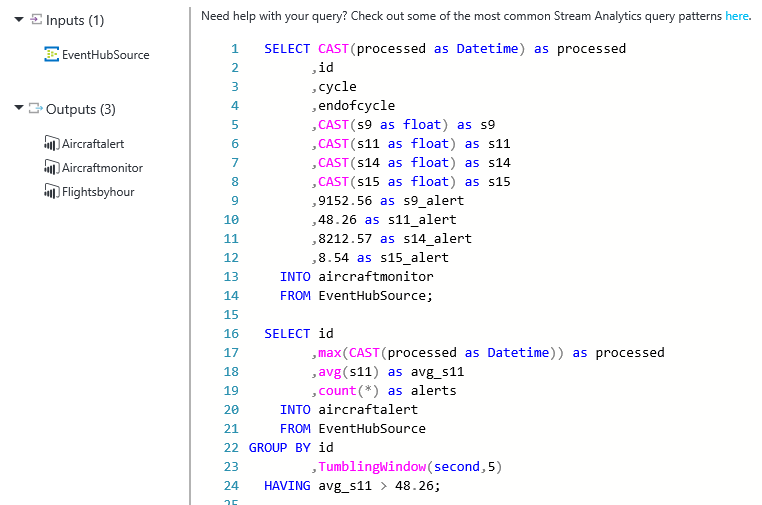 Inputs (1)
EventHubSource
Outputs (3)
Aircraftalert
Aircraftmonitor
Flightsbyhour
Need help with your query? Check out some of the most common Stream Analytics query patterns here.
1 SELECT CAST(processed as Datetime) as processed
2 ,id
3 ,cycle
4 ,endofcycle
5 ,CAST(s9 as float) as s9
6 ,CAST(s11 as float) as s11
7 ,CAST(s14 as float) as s14
8 ,CAST(s15 as float) as s15
9 ,9152.56 as s9_alert
10 ,48.26 as s11_alert
11 ,8212.57 as s14_alert
12 ,8.54 as s15_alert
13 INTO aircraftmonitor
14 FROM EventHubSource;
15
16 SELECT id
17 ,max(CAST(processed as Datetime)) as processed
18 ,avg(s11) as avg_s11
19 ,count(*) as alerts
20 INTO aircraftalert
21 FROM EventHubSource
22 GROUP BY id
23 ,TumblingWindow(second,5)
24 HAVING avg_s11 > 48.26;
25